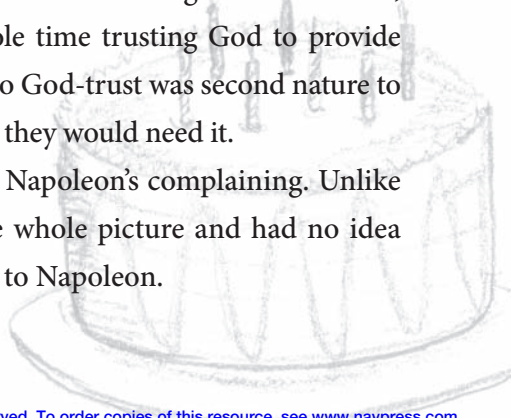 ple time trusting God to provide
o God-trust was second nature to
they would need it.
Napoleon’s complaining. Unlike
e whole picture and had no idea
to Napoleon.
ved. To order copies of this resource, see www.navpress.com